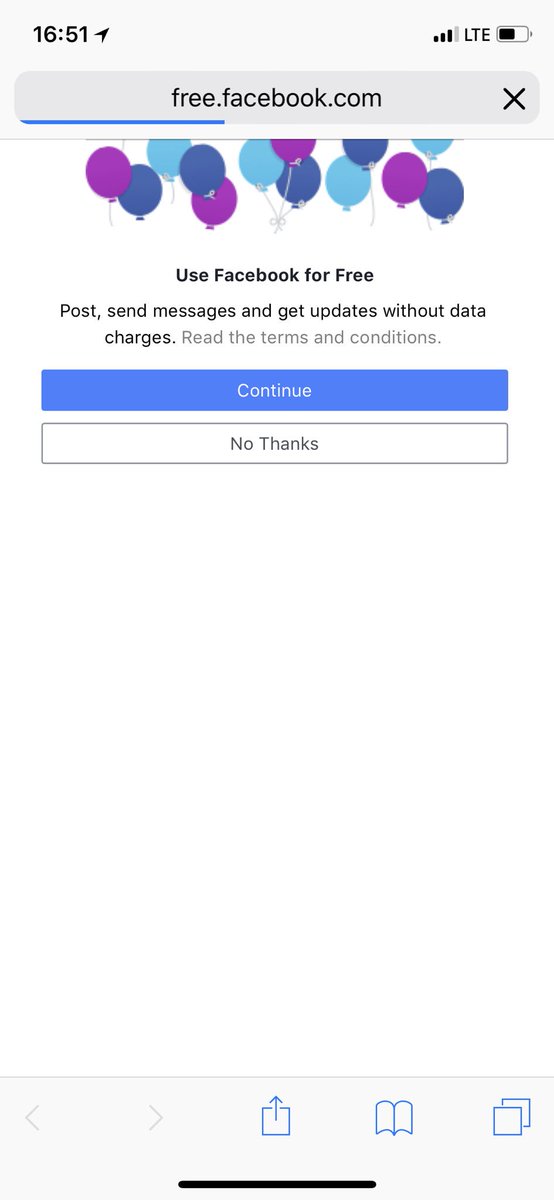 16:51 LTE
free.facebook.com
Use Facebook for Free
Post, send messages and get updates without data
charges. Read the terms and conditions.
Continue
No Thanks